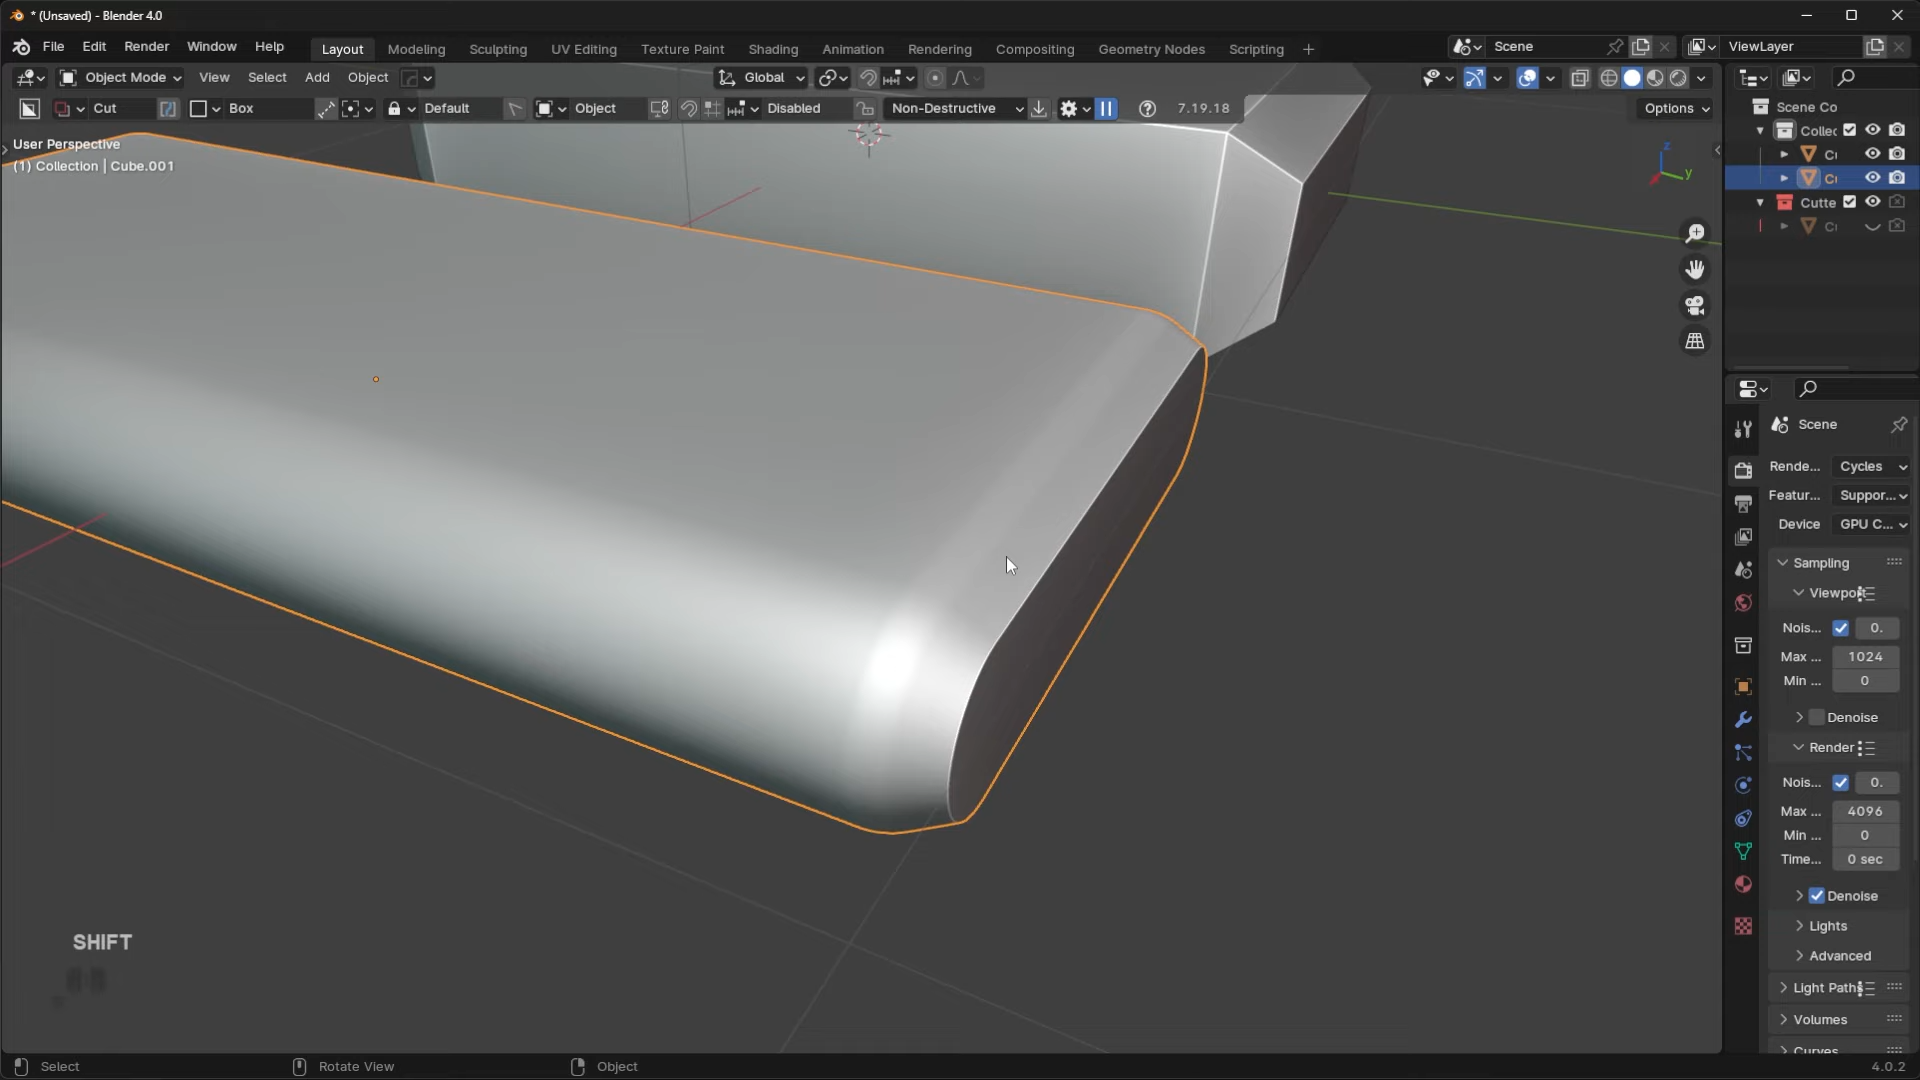 * (Unsaved) - Blender 4.0
File Edit Render Window Help Layout Modeling Sculpting UV Editing Texture Paint Shading Animation Rendering Compositing Geometry Nodes Scripting + Scene ViewLayer
Object Mode View Select Add Object Global
Cut Box Default Object Disabled Non-Destructive 7.19.18 Options
User Perspective
(1) Collection | Cube.001
z
y
Scene Co
Collec
Cu
Cu
Cutte
Cu
Scene
Rende... Cycles
Featur... Suppor...
Device GPU C...
Sampling
Viewport
Nois... 0.
Max ... 1024
Min ... 0
Denoise
Render
Nois... 0.
Max ... 4096
Min ... 0
Time... 0 sec
Denoise
Lights
Advanced
Light Paths
Volumes
Curves
SHIFT
Select Rotate View Object 4.0.2